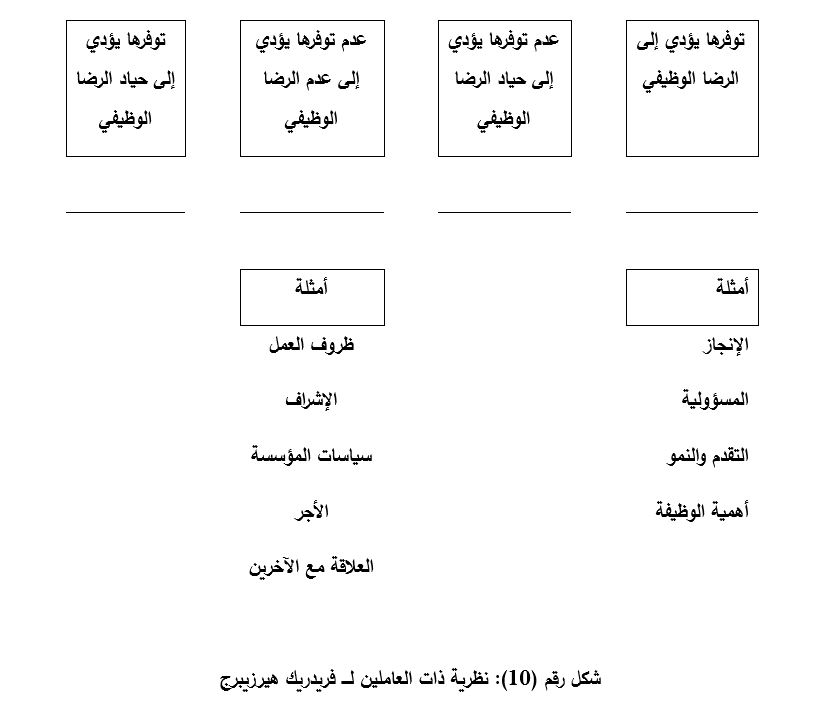 توفرها يؤدي إلى
الرضا الوظيفي
عدم توفرها يؤدي
إلى حياد الرضا
الوظيفي
عدم توفرها يؤدي
إلى عدم الرضا
الوظيفي
توفرها يؤدي
إلى حياد الرضا
الوظيفي
أمثلة
الإنجاز
المسؤولية
التقدم والنمو
أهمية الوظيفة
أمثلة
ظروف العمل
الإشراف
سياسات المؤسسة
الأجر
العلاقة مع الآخرين
شكل رقم (10): نظرية ذات العاملين لــ فريدريك هيرزيبرج